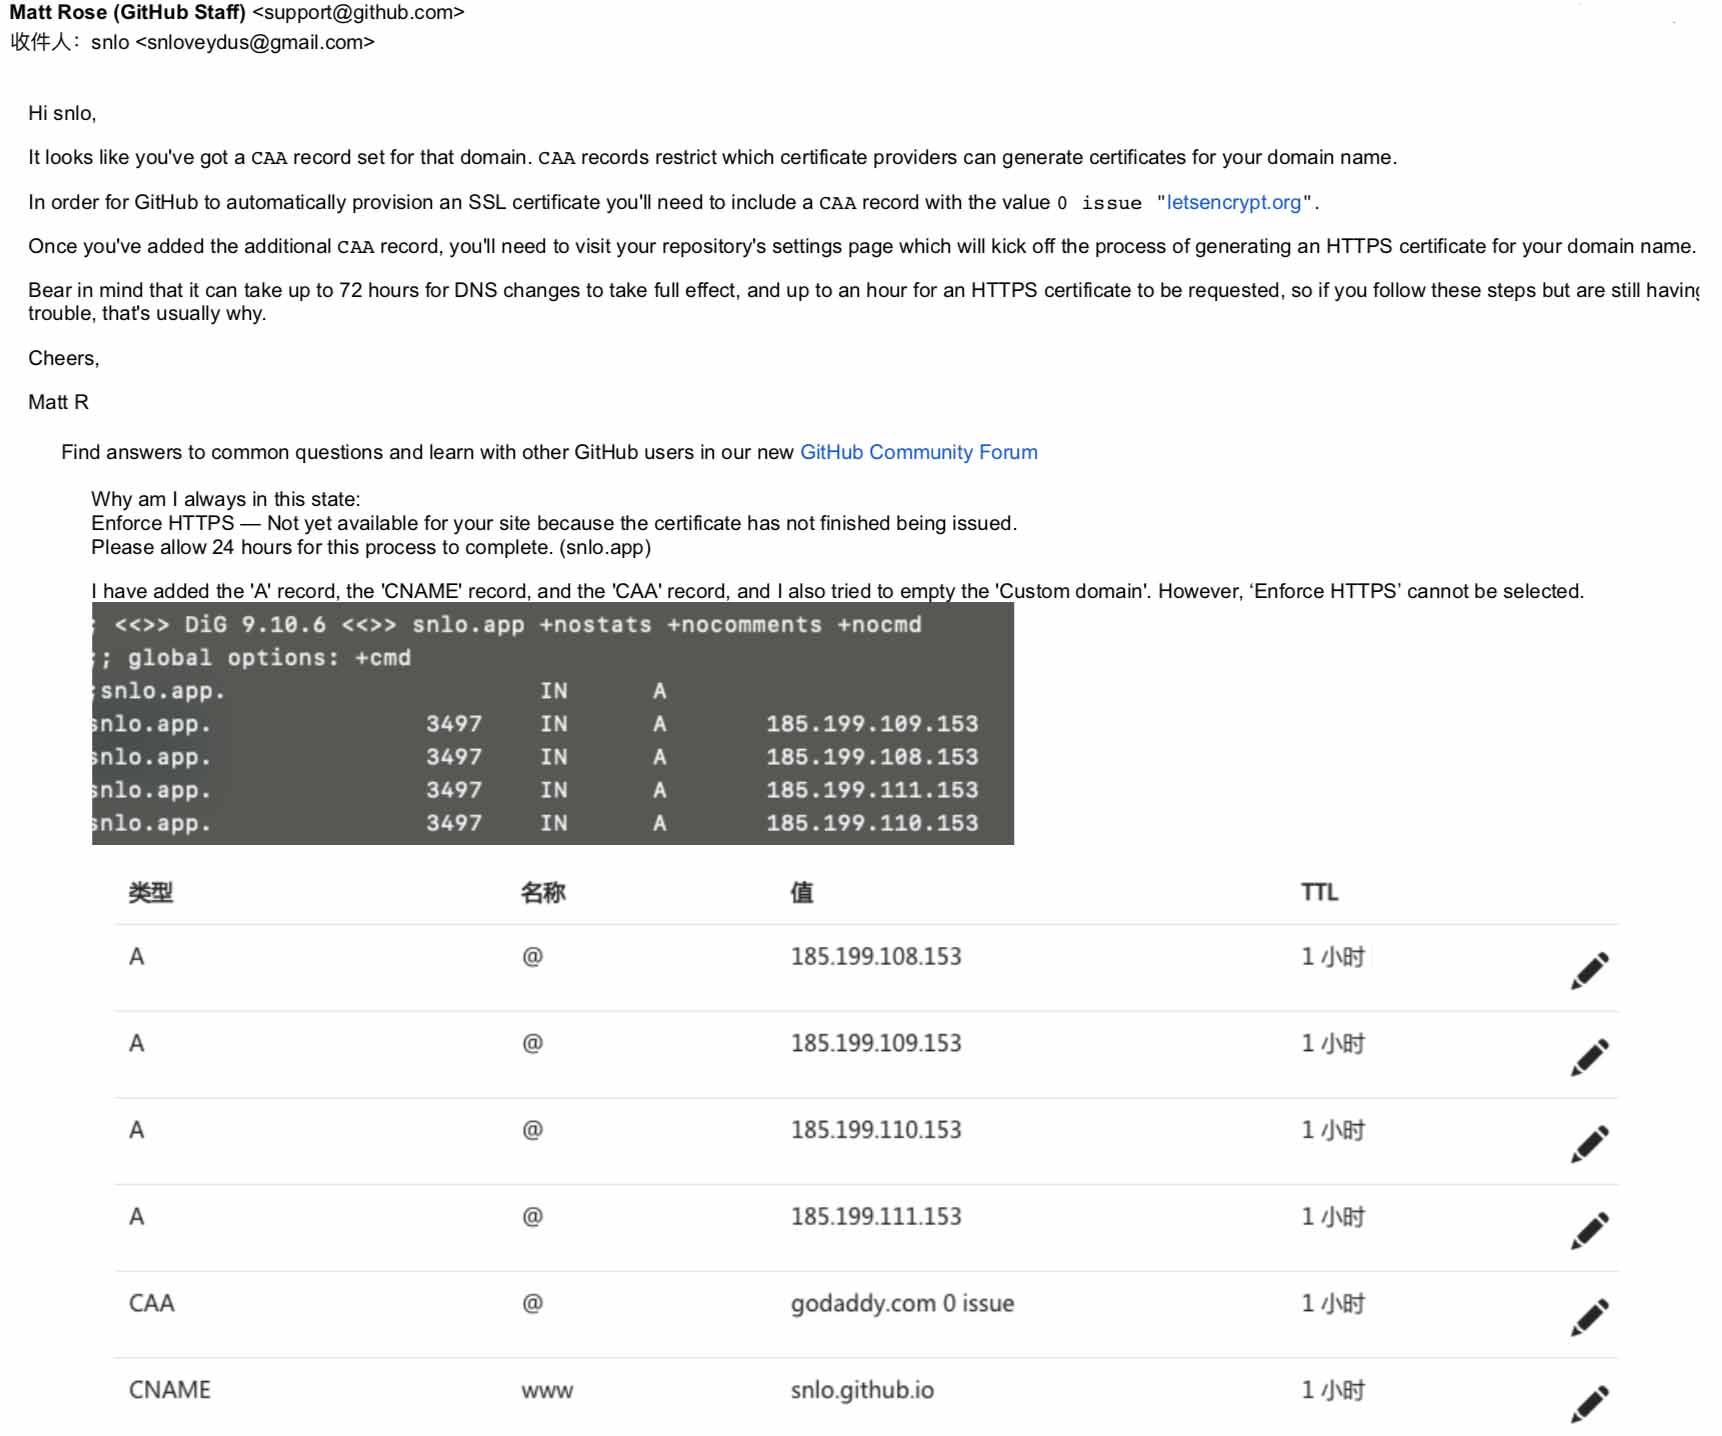 Matt Rose (GitHub Staff) <support@github.com>
收件人: snlo <snloveydus@gmail.com>
Hi snlo,
It looks like you've got a CAA record set for that domain. CAA records restrict which certificate providers can generate certificates for your domain name.
In order for GitHub to automatically provision an SSL certificate you'll need to include a CAA record with the value 0 issue "letsencrypt.org".
Once you've added the additional CAA record, you'll need to visit your repository's settings page which will kick off the process of generating an HTTPS certificate for your domain name.
Bear in mind that it can take up to 72 hours for DNS changes to take full effect, and up to an hour for an HTTPS certificate to be requested, so if you follow these steps but are still having
trouble, that's usually why.
Cheers,
Matt R
Find answers to common questions and learn with other GitHub users in our new GitHub Community Forum
Why am I always in this state:
Enforce HTTPS — Not yet available for your site because the certificate has not finished being issued.
Please allow 24 hours for this process to complete. (snlo.app)
I have added the 'A' record, the 'CNAME' record, and the 'CAA' record, and I also tried to empty the 'Custom domain'. However, ‘Enforce HTTPS’ cannot be selected.
; <<>> DiG 9.10.6 <<>> snlo.app +nostats +nocomments +nocmd
;; global options: +cmd
;snlo.app. IN A
snlo.app. 3497 IN A 185.199.109.153
snlo.app. 3497 IN A 185.199.108.153
snlo.app. 3497 IN A 185.199.111.153
snlo.app. 3497 IN A 185.199.110.153
类型 名称 值 TTL
A @ 185.199.108.153 1 小时
A @ 185.199.109.153 1 小时
A @ 185.199.110.153 1 小时
A @ 185.199.111.153 1 小时
CAA @ godaddy.com 0 issue 1 小时
CNAME www snlo.github.io 1 小时